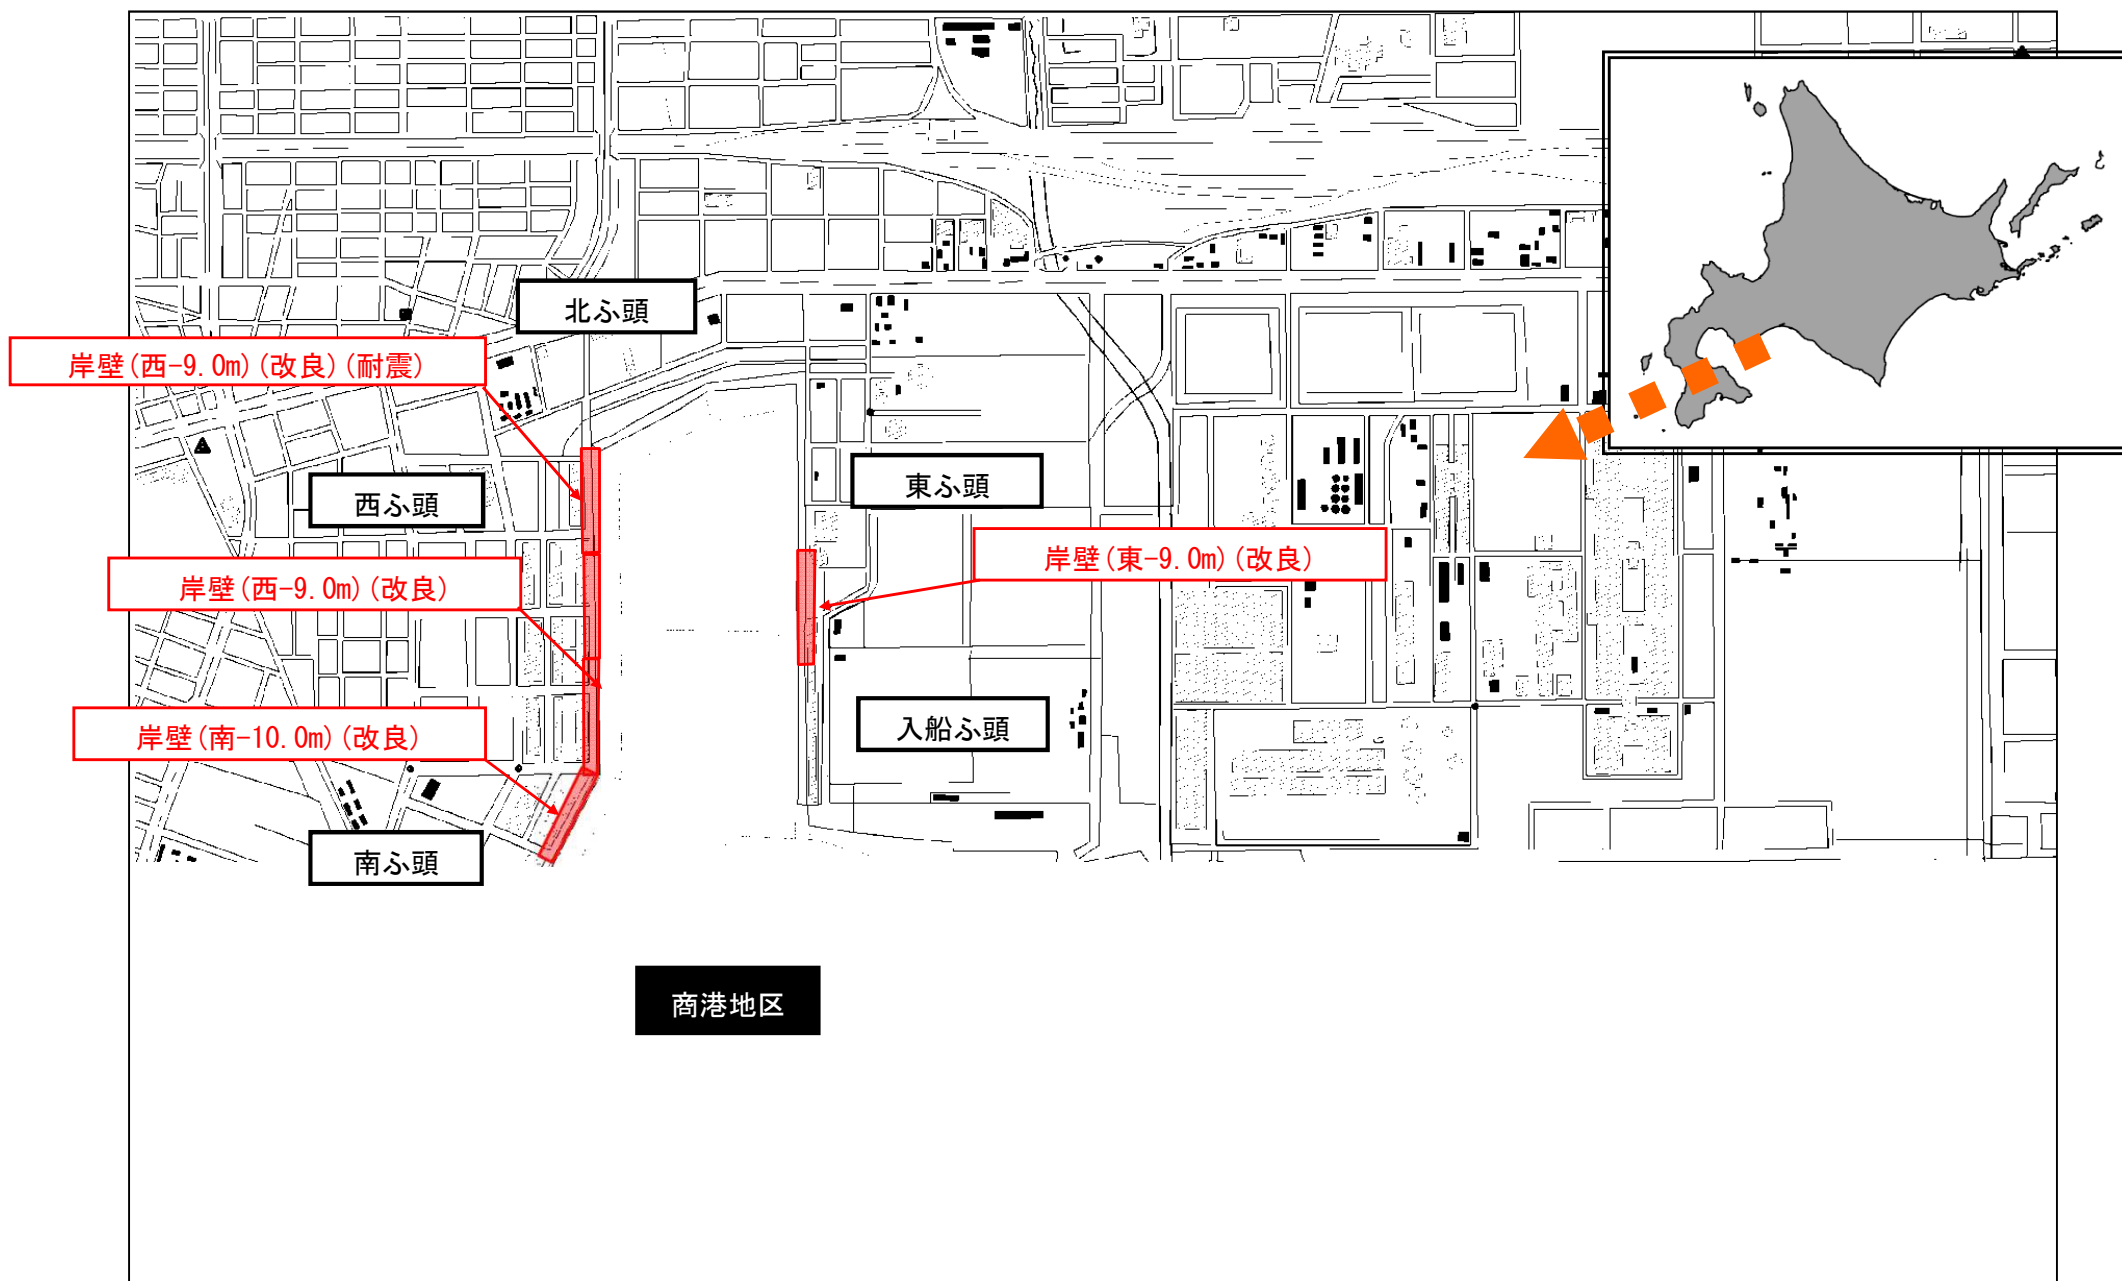 北ふ頭
岸壁(西-9.0m)(改良)(耐震)
西ふ頭
東ふ頭
岸壁(東-9.0m)(改良)
岸壁(西-9.0m)(改良)
入船ふ頭
岸壁(南-10.0m)(改良)
南ふ頭
商港地区